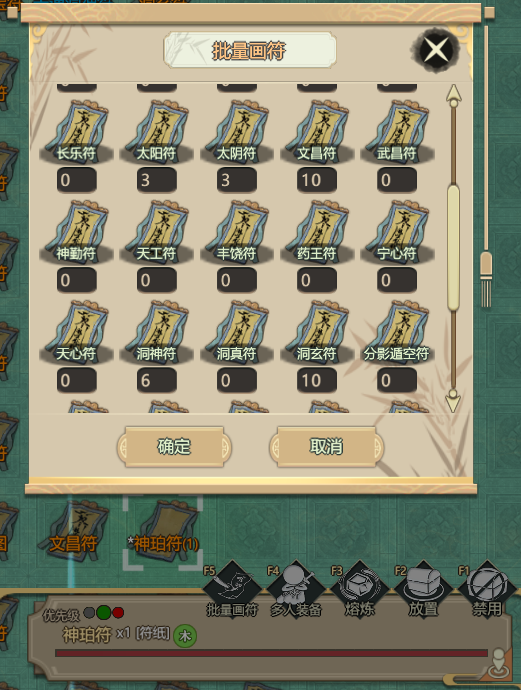 批量画符
长乐符 太阳符 太阴符 文昌符 武昌符
0 3 3 10 0
神勤符 天工符 丰饶符 药王符 宁心符
0 0 0 0 0
天心符 洞神符 洞真符 洞玄符 分影遁空符
0 6 0 10 0
确定 取消
文昌符 *神珀符(1)
F5 F4 F3 F2 F1
批量画符 多人装备 熔炼 放置 禁用
优先级
神珀符 x1 [符纸] 木